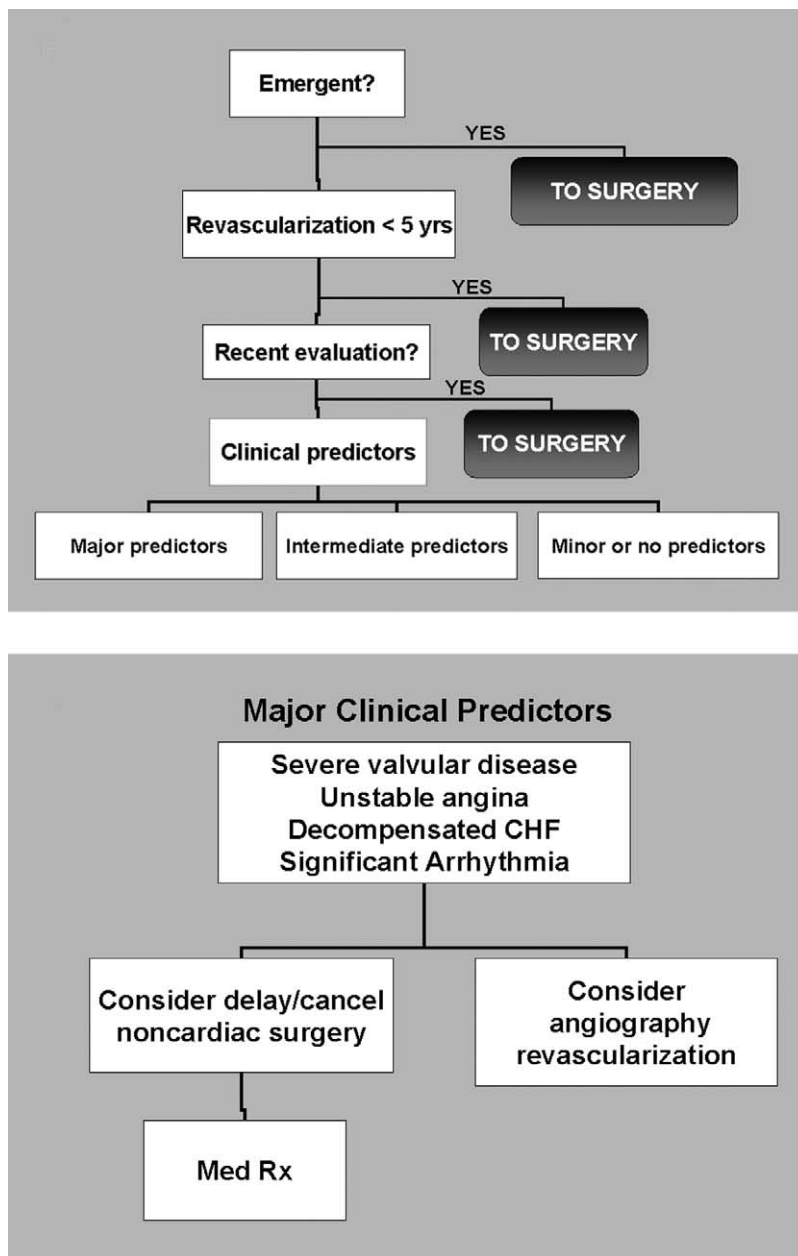 Emergent?
YES
TO SURGERY
Revascularization < 5 yrs
YES
TO SURGERY
Recent evaluation?
YES
TO SURGERY
Clinical predictors
Major predictors
Intermediate predictors
Minor or no predictors
Major Clinical Predictors
Severe valvular disease
Unstable angina
Decompensated CHF
Significant Arrhythmia
Consider delay/cancel
noncardiac surgery
Consider
angiography
revascularization
Med Rx